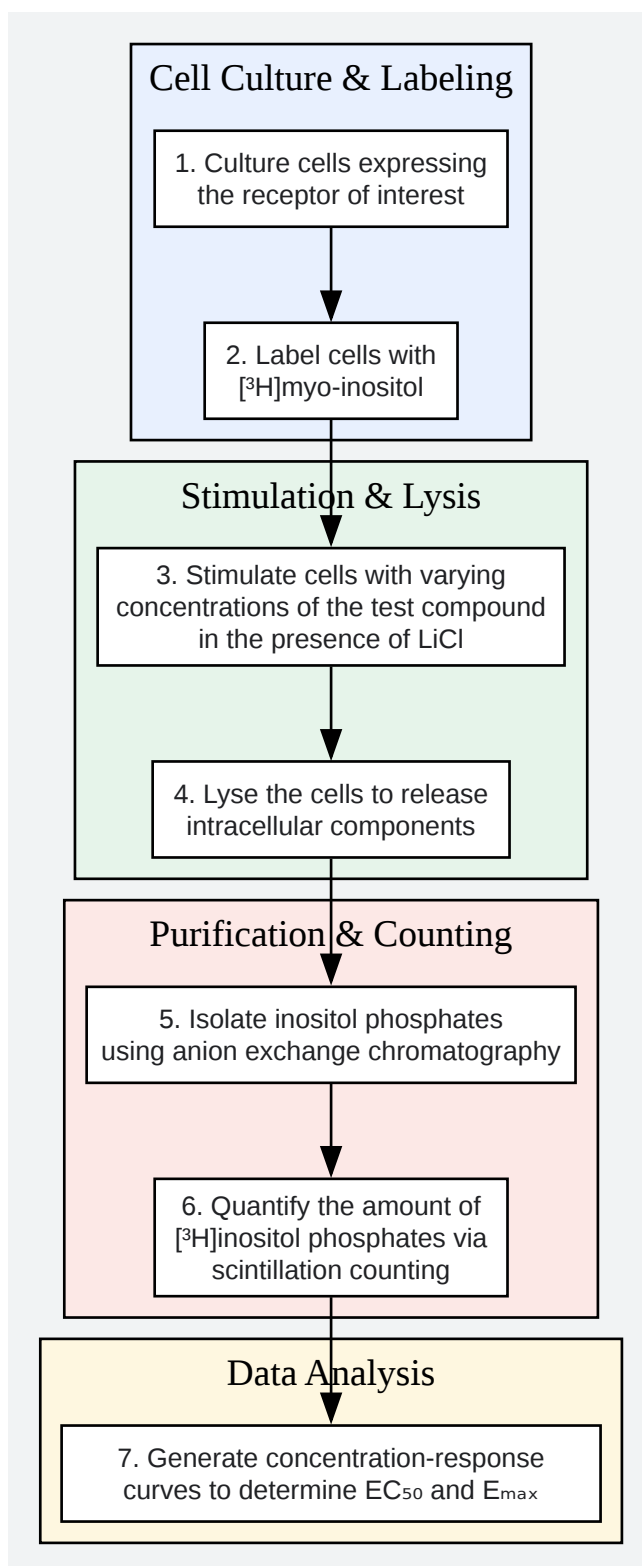 Cell Culture & Labeling
1. Culture cells expressing
the receptor of interest
2. Label cells with
[³H]myo-inositol
Stimulation & Lysis
3. Stimulate cells with varying
concentrations of the test compound
in the presence of LiCl
4. Lyse the cells to release
intracellular components
Purification & Counting
5. Isolate inositol phosphates
using anion exchange chromatography
6. Quantify the amount of
[³H]inositol phosphates via
scintillation counting
Data Analysis
7. Generate concentration-response
curves to determine EC₅₀ and Eₘₐₓ